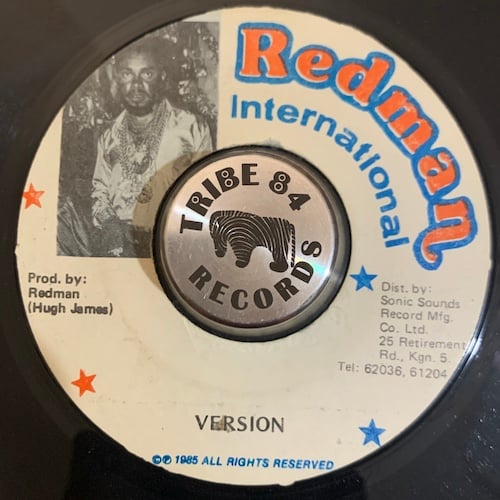 Redman
International
TRIBE 84
RECORDS
Prod. by:
Redman
(Hugh James)
Dist. by:
Sonic Sounds
Record Mfg.
Co. Ltd.
25 Retirement
Rd., Kgn. 5.
Tel: 62036, 61204
VERSION
©℗ 1985 ALL RIGHTS RESERVED